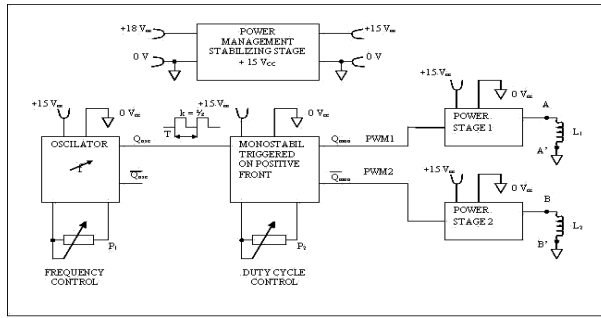 +18 Vcc
POWER
MANAGEMENT
STABILIZING STAGE
+ 15 Vcc
+15 Vcc
0 V
0 V
+15 Vcc
0 Vcc
OSCILATOR
f
Qosc
Qosc
P1
FREQUENCY
CONTROL
k = ½
T
+15 Vcc
0 Vcc
MONOSTABIL
TRIGGERED
ON POSITIVE
FRONT
Qmono
PWM1
Qmono
PWM2
P2
DUTY CYCLE
CONTROL
+15 Vcc
0 Vcc
POWER.
STAGE 1
A
L1
A'
+15 Vcc
0 Vcc
POWER.
STAGE 2
B
L2
B'